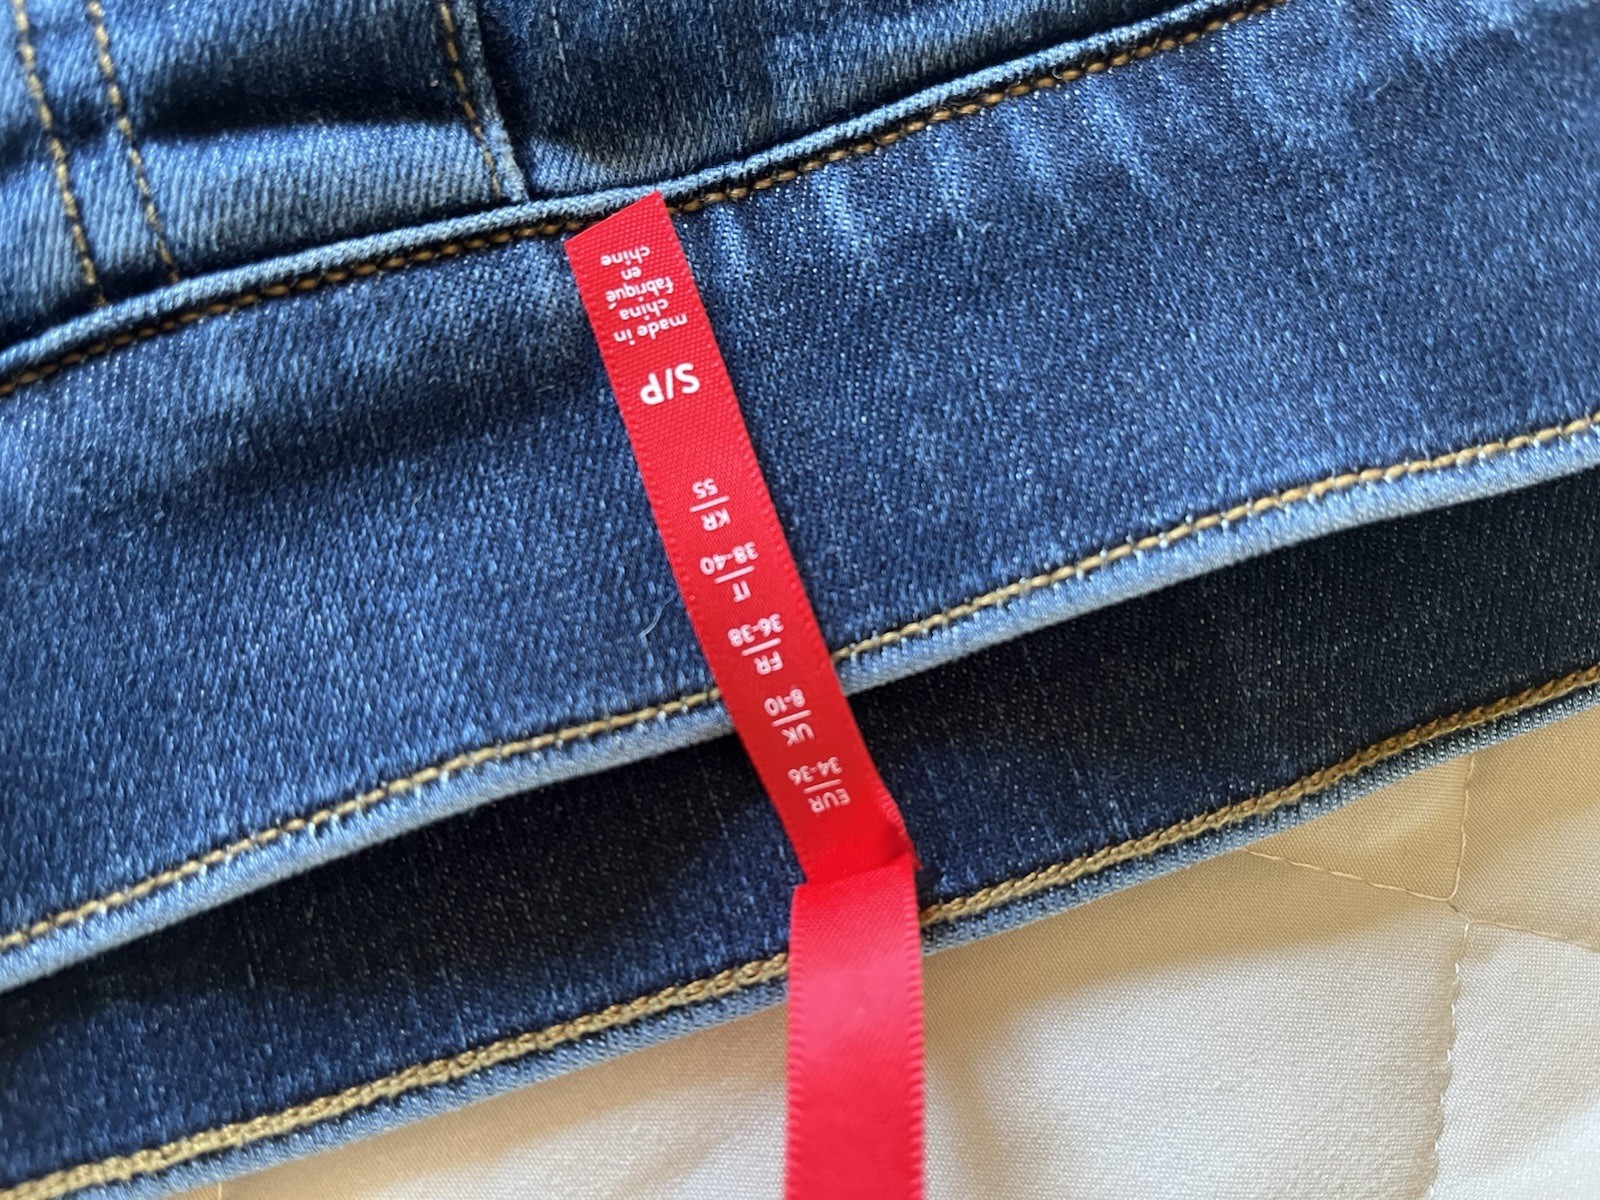 EUR
34-36
UK
8-10
FR
36-38
IT
38-40
KR
55
S/P
made in
china
fabriqué
en
chine